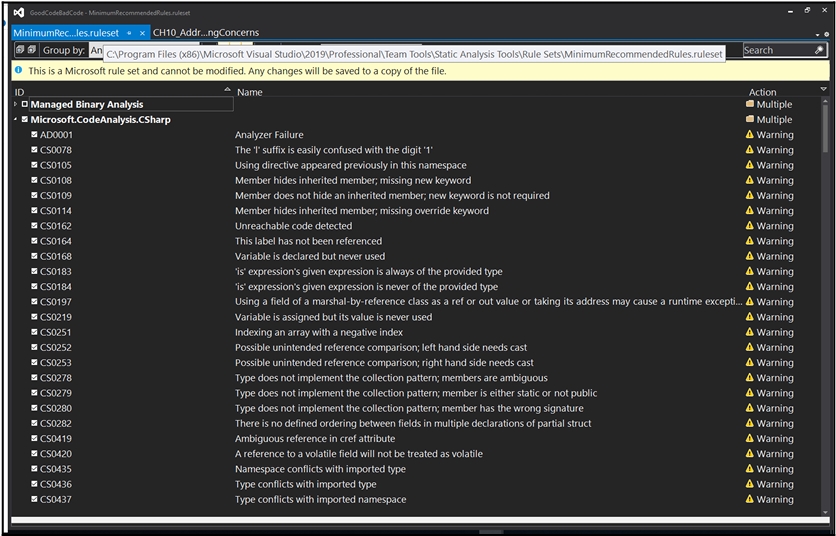 GoodCodeBadCode
MinimumRec...les.ruleset CH10_Addr...ngConcerns
Group by: An Search
C:\Program Files (x86)\Microsoft Visual Studio\2019\Professional\Team Tools\Static Analysis Tools\Rule Sets\MinimumRecommendedRules.ruleset
This is a Microsoft rule set and cannot be modified. Any changes will be saved to a copy of the file.
ID Name Action
Managed Binary Analysis Multiple
Microsoft.CodeAnalysis.CSharp Multiple
AD0001 Analyzer Failure Warning
CS0078 The 'l' suffix is easily confused with the digit '1' Warning
CS0105 Using directive appeared previously in this namespace Warning
CS0108 Member hides inherited member; missing new keyword Warning
CS0109 Member does not hide an inherited member; new keyword is not required Warning
CS0114 Member hides inherited member; missing override keyword Warning
CS0162 Unreachable code detected Warning
CS0164 This label has not been referenced Warning
CS0168 Variable is declared but never used Warning
CS0183 'is' expression's given expression is always of the provided type Warning
CS0184 'is' expression's given expression is never of the provided type Warning
CS0197 Using a field of a marshal-by-reference class as a ref or out value or taking its address may cause a runtime excepti... Warning
CS0219 Variable is assigned but its value is never used Warning
CS0251 Indexing an array with a negative index Warning
CS0252 Possible unintended reference comparison; left hand side needs cast Warning
CS0253 Possible unintended reference comparison; right hand side needs cast Warning
CS0278 Type does not implement the collection pattern; members are ambiguous Warning
CS0279 Type does not implement the collection pattern; member is either static or not public Warning
CS0280 Type does not implement the collection pattern; member has the wrong signature Warning
CS0282 There is no defined ordering between fields in multiple declarations of partial struct Warning
CS0419 Ambiguous reference in cref attribute Warning
CS0420 A reference to a volatile field will not be treated as volatile Warning
CS0435 Namespace conflicts with imported type Warning
CS0436 Type conflicts with imported type Warning
CS0437 Type conflicts with imported namespace Warning